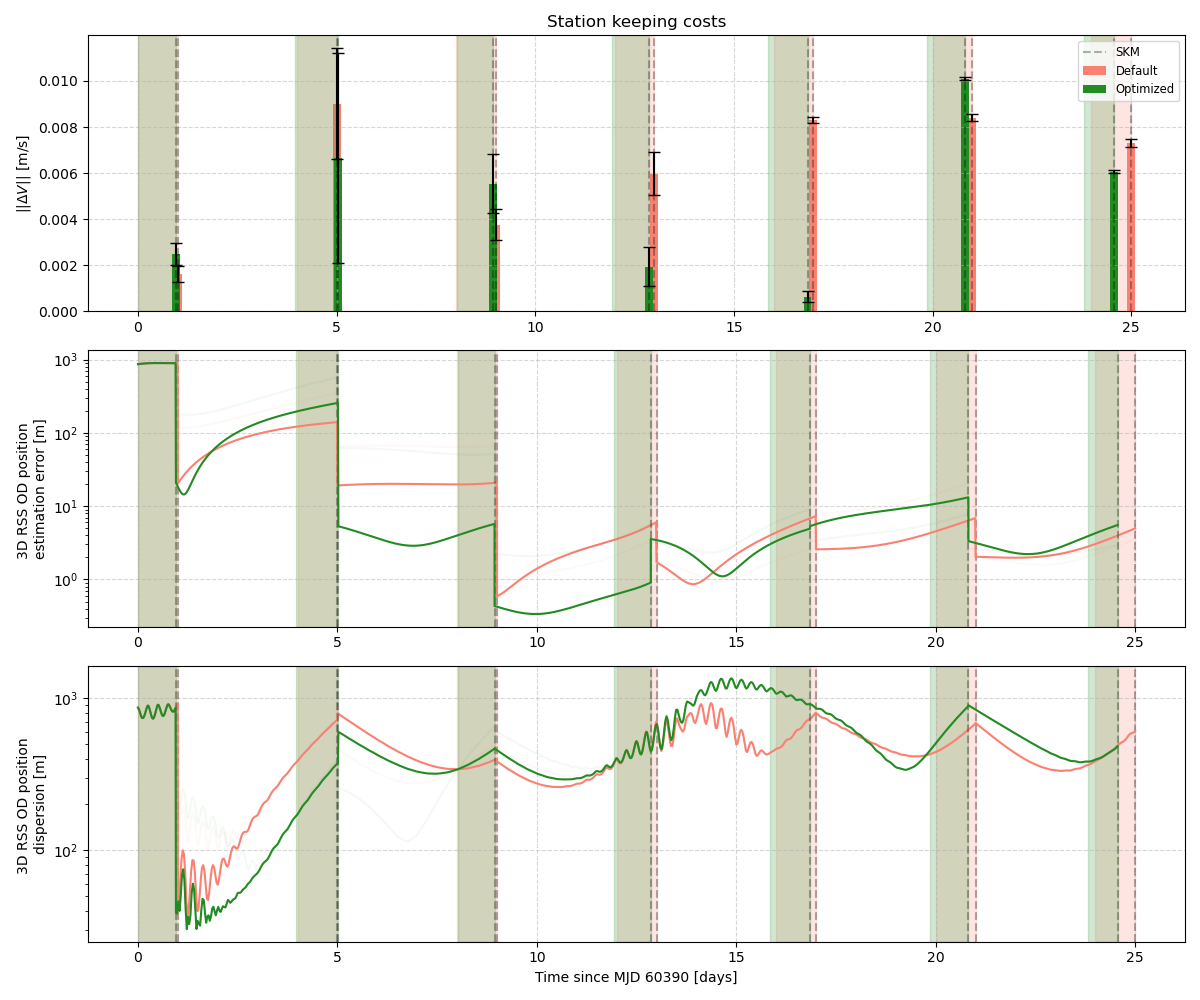 Station keeping costs
||ΔV|| [m/s]
0.010
0.008
0.006
0.004
0.002
0.000
SKM
Default
Optimized
0 5 10 15 20 25
3D RSS OD position
estimation error [m]
10³
10²
10¹
10⁰
0 5 10 15 20 25
3D RSS OD position
dispersion [m]
10³
10²
0 5 10 15 20 25
Time since MJD 60390 [days]